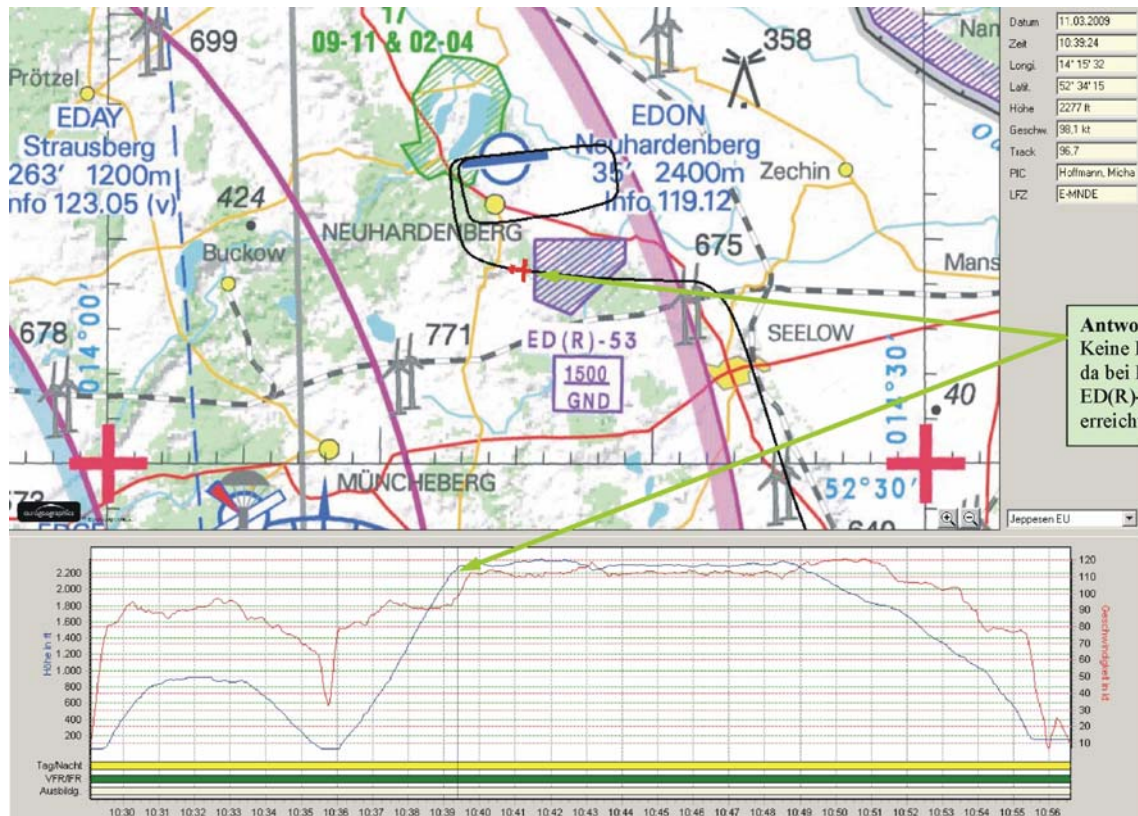 699
Prötzel
EDAY
Strausberg
263' 1200m
nfo 123.05 (v)
424
Buckow
17
09-11 & 02-04
358
EDON
Neuhardenberg
35' 2400m
Info 119.12
Zechin
NEUHARDENBERG
675
Mans
Nan
678
014°00'
771
ED(R)-53
1500
GND
SEELOW
014°30'
40
MÜNCHEBERG
52°30'
Datum 11.03.2009
Zeit 10:39:24
Longi. 14° 15' 32
Latit. 52° 34' 15
Höhe 2277 ft
Geschw. 98,1 kt
Track 96.7
PIC Hoffmann, Micha
LFZ E-MNDE
Antwo
Keine
da bei
ED(R)-
erreich
Jeppesen EU
Höhe in ft
2.200
2.000
1.800
1.600
1.400
1.200
1.000
800
600
400
200
120
110
100
90
80
70
60
50
40
30
20
10
Geschwindigkeit in kt
Tag/Nacht
VFR/IFR
Ausbildg.
10:30 10:31 10:32 10:33 10:34 10:35 10:36 10:37 10:38 10:39 10:40 10:41 10:42 10:43 10:44 10:45 10:46 10:47 10:48 10:49 10:50 10:51 10:52 10:53 10:54 10:55 10:56